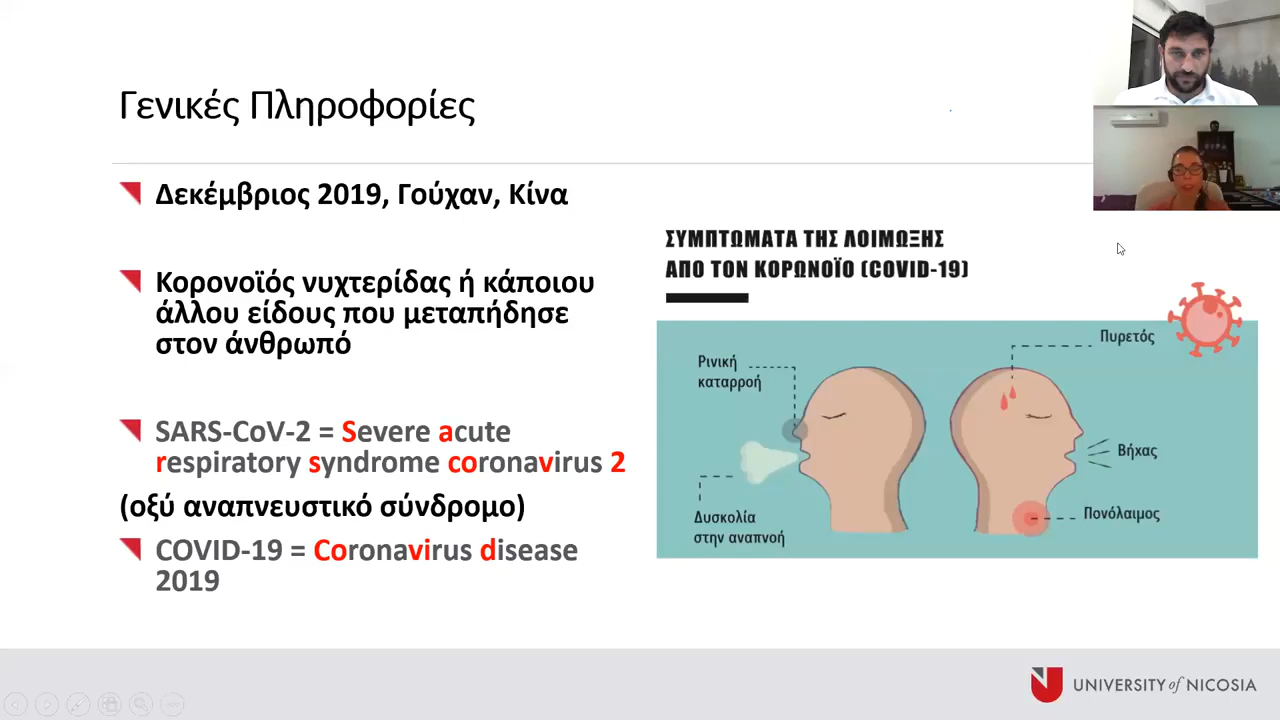 Γενικές Πληροφορίες
Δεκέμβριος 2019, Γούχαν, Κίνα
Κορονοϊός νυχτερίδας ή κάποιου
άλλου είδους που μεταπήδησε
στον άνθρωπό
SARS-CoV-2 = Severe acute
respiratory syndrome coronavirus 2
(οξύ αναπνευστικό σύνδρομο)
COVID-19 = Coronavirus disease
2019
ΣΥΜΠΤΩΜΑΤΑ ΤΗΣ ΛΟΙΜΩΞΗΣ
ΑΠΟ ΤΟΝ ΚΟΡΩΝΟΪΟ (COVID-19)
Ρινική
καταρροή
Δυσκολία
στην αναπνοή
Πυρετός
Βήχας
Πονόλαιμος
UNIVERSITY of NICOSIA